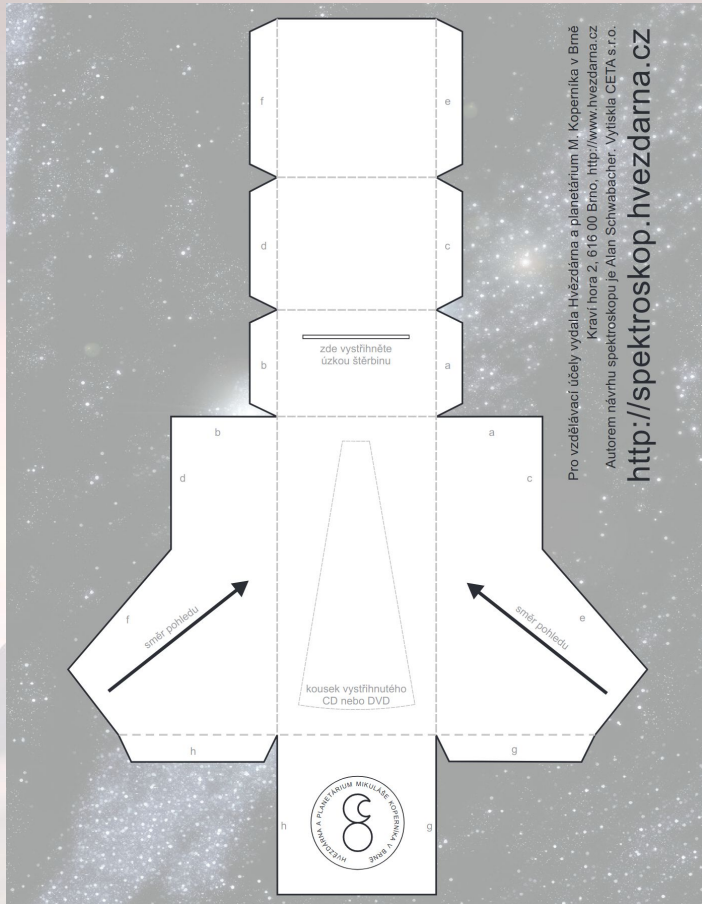 Pro vzdělávací účely vydala Hvězdárna a planetárium M. Koperníka v Brně
Kraví hora 2, 616 00 Brno, http://www.hvezdarna.cz
Autorem návrhu spektroskopu je Alan Schwabacher. Vytiskla CETA s.r.o.
http://spektroskop.hvezdarna.cz
f
e
d
c
zde vystřihněte
úzkou štěrbinu
b
a
b
a
d
c
f
e
směr pohledu
směr pohledu
kousek vystřihnutého
CD nebo DVD
h
g
h
g
HVĚZDÁRNA A PLANETÁRIUM MIKULÁŠE KOPERNÍKA V BRNĚ